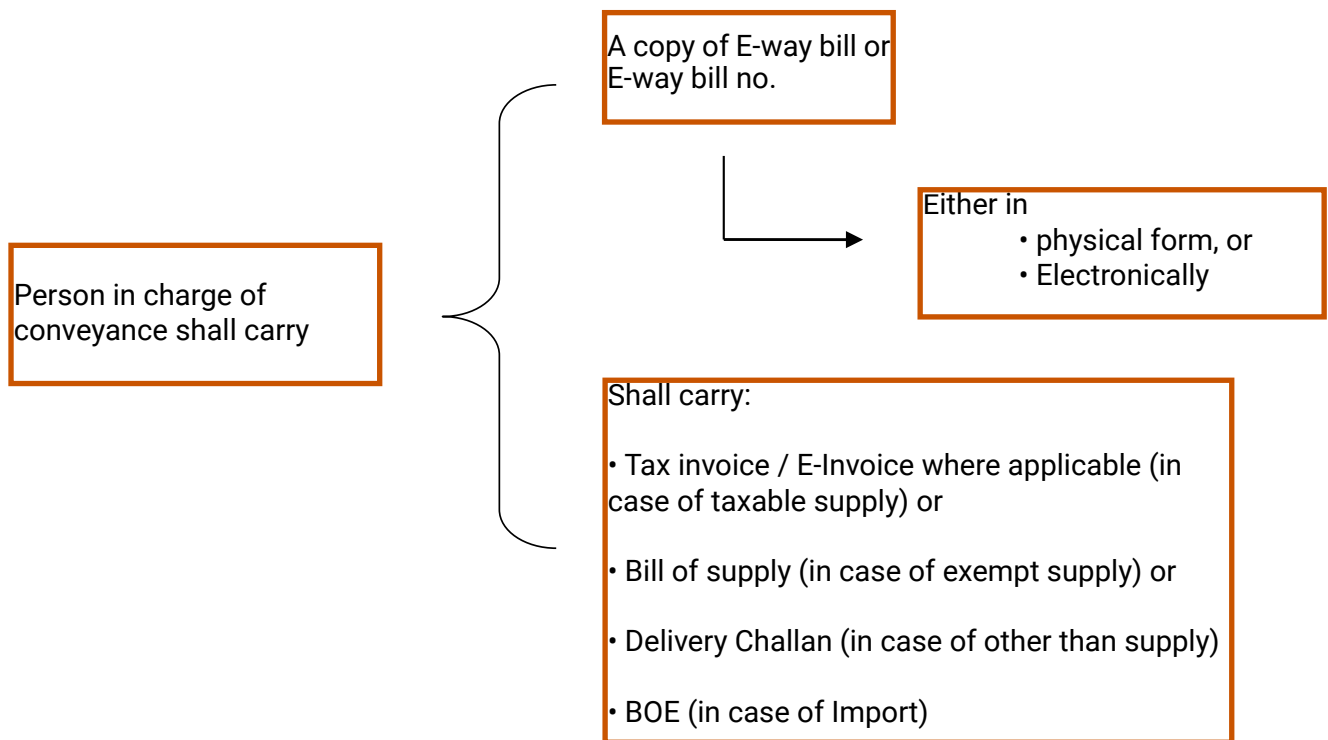 A copy of E-way bill or
E-way bill no.
Either in
• physical form, or
• Electronically
Person in charge of
conveyance shall carry
Shall carry:
• Tax invoice / E-Invoice where applicable (in
case of taxable supply) or
• Bill of supply (in case of exempt supply) or
• Delivery Challan (in case of other than supply)
• BOE (in case of Import)